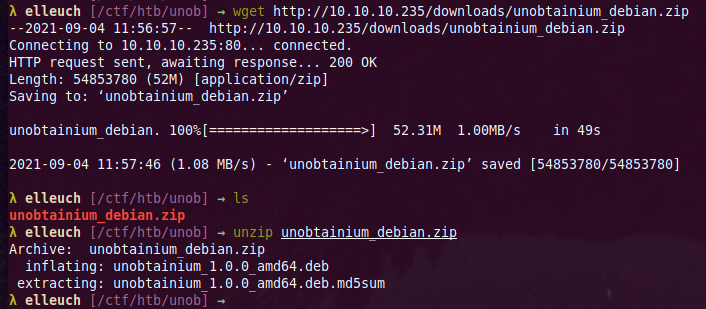 λ elleuch [/ctf/htb/unob] → wget http://10.10.10.235/downloads/unobtainium_debian.zip
--2021-09-04 11:56:57--  http://10.10.10.235/downloads/unobtainium_debian.zip
Connecting to 10.10.10.235:80... connected.
HTTP request sent, awaiting response... 200 OK
Length: 54853780 (52M) [application/zip]
Saving to: ‘unobtainium_debian.zip’
unobtainium_debian. 100%[===================>]  52.31M  1.00MB/s    in 49s
2021-09-04 11:57:46 (1.08 MB/s) - ‘unobtainium_debian.zip’ saved [54853780/54853780]
λ elleuch [/ctf/htb/unob] → ls
unobtainium_debian.zip
λ elleuch [/ctf/htb/unob] → unzip unobtainium_debian.zip
Archive:  unobtainium_debian.zip
  inflating: unobtainium_1.0.0_amd64.deb
 extracting: unobtainium_1.0.0_amd64.deb.md5sum
λ elleuch [/ctf/htb/unob] →